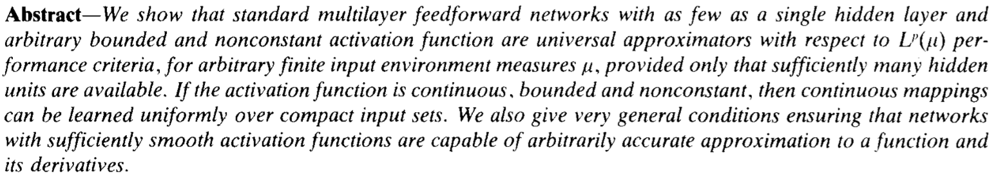 Abstract—We show that standard multilayer feedforward networks with as few as a single hidden layer and
arbitrary bounded and nonconstant activation function are universal approximators with respect to Lᵖ(μ) per-
formance criteria, for arbitrary finite input environment measures μ, provided only that sufficiently many hidden
units are available. If the activation function is continuous, bounded and nonconstant, then continuous mappings
can be learned uniformly over compact input sets. We also give very general conditions ensuring that networks
with sufficiently smooth activation functions are capable of arbitrarily accurate approximation to a function and
its derivatives.